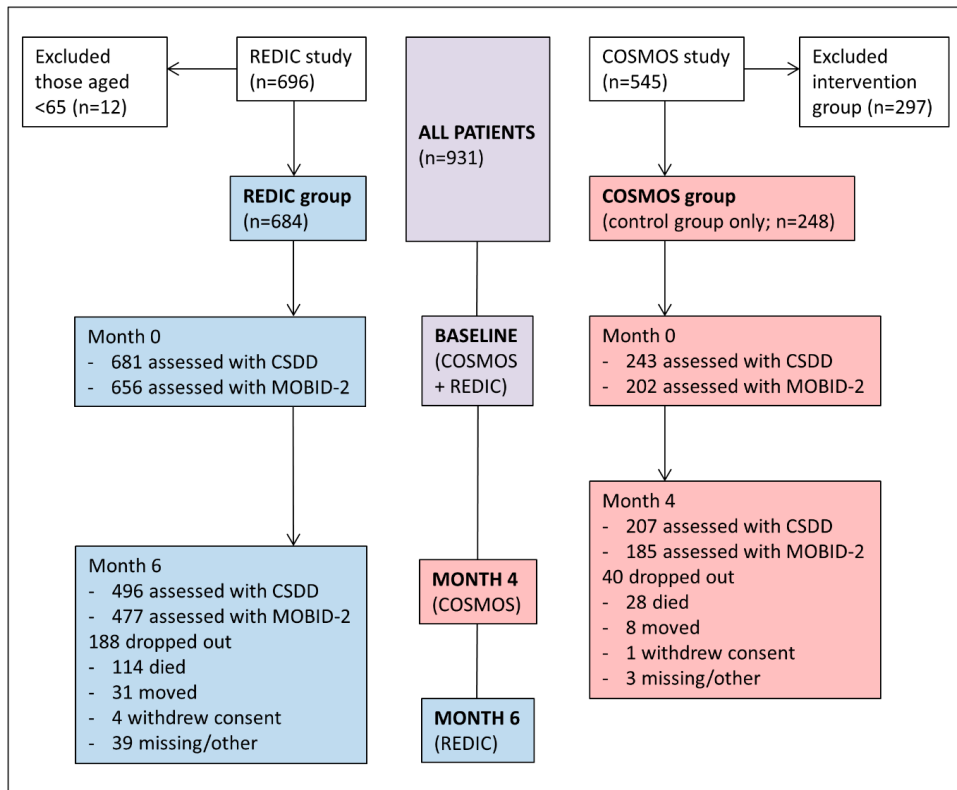 Excluded
those aged
<65 (n=12)
REDIC study
(n=696)
REDIC group
(n=684)
Month 0
- 681 assessed with CSDD
- 656 assessed with MOBID-2
Month 6
- 496 assessed with CSDD
- 477 assessed with MOBID-2
188 dropped out
- 114 died
- 31 moved
- 4 withdrew consent
- 39 missing/other
ALL PATIENTS
(n=931)
BASELINE
(COSMOS
+ REDIC)
MONTH 4
(COSMOS)
MONTH 6
(REDIC)
COSMOS study
(n=545)
Excluded
intervention
group (n=297)
COSMOS group
(control group only; n=248)
Month 0
- 243 assessed with CSDD
- 202 assessed with MOBID-2
Month 4
- 207 assessed with CSDD
- 185 assessed with MOBID-2
40 dropped out
- 28 died
- 8 moved
- 1 withdrew consent
- 3 missing/other